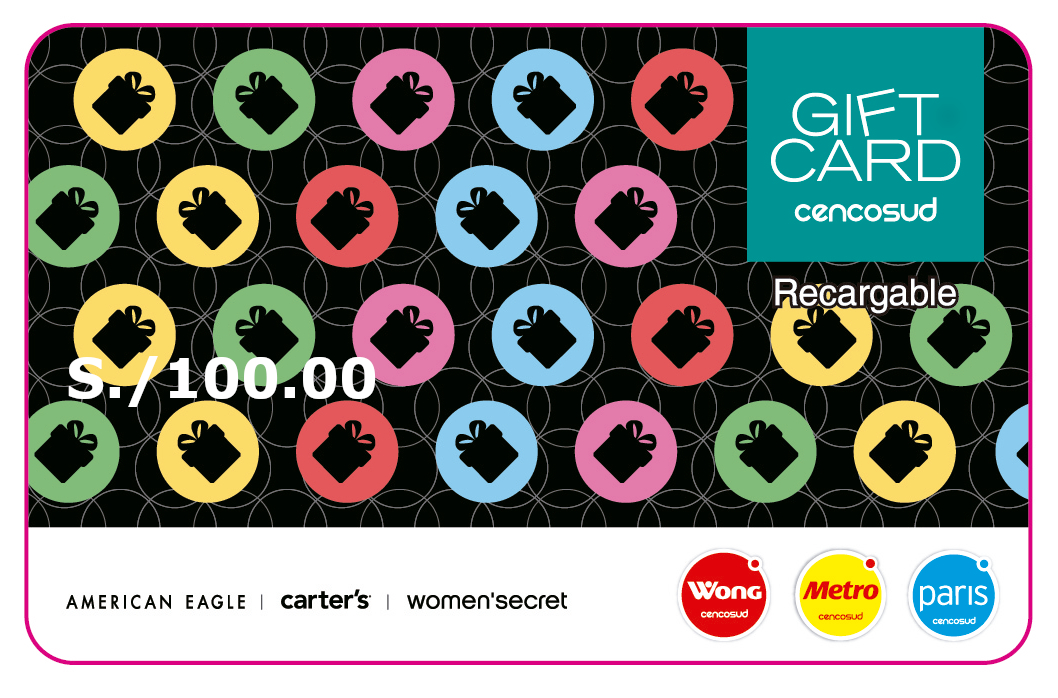 GIFT
CARD
cencosud
Recargable
S./100.00
AMERICAN EAGLE | carter's | women'secret
Wong
cencosud
Metro
cencosud
paris
cencosud